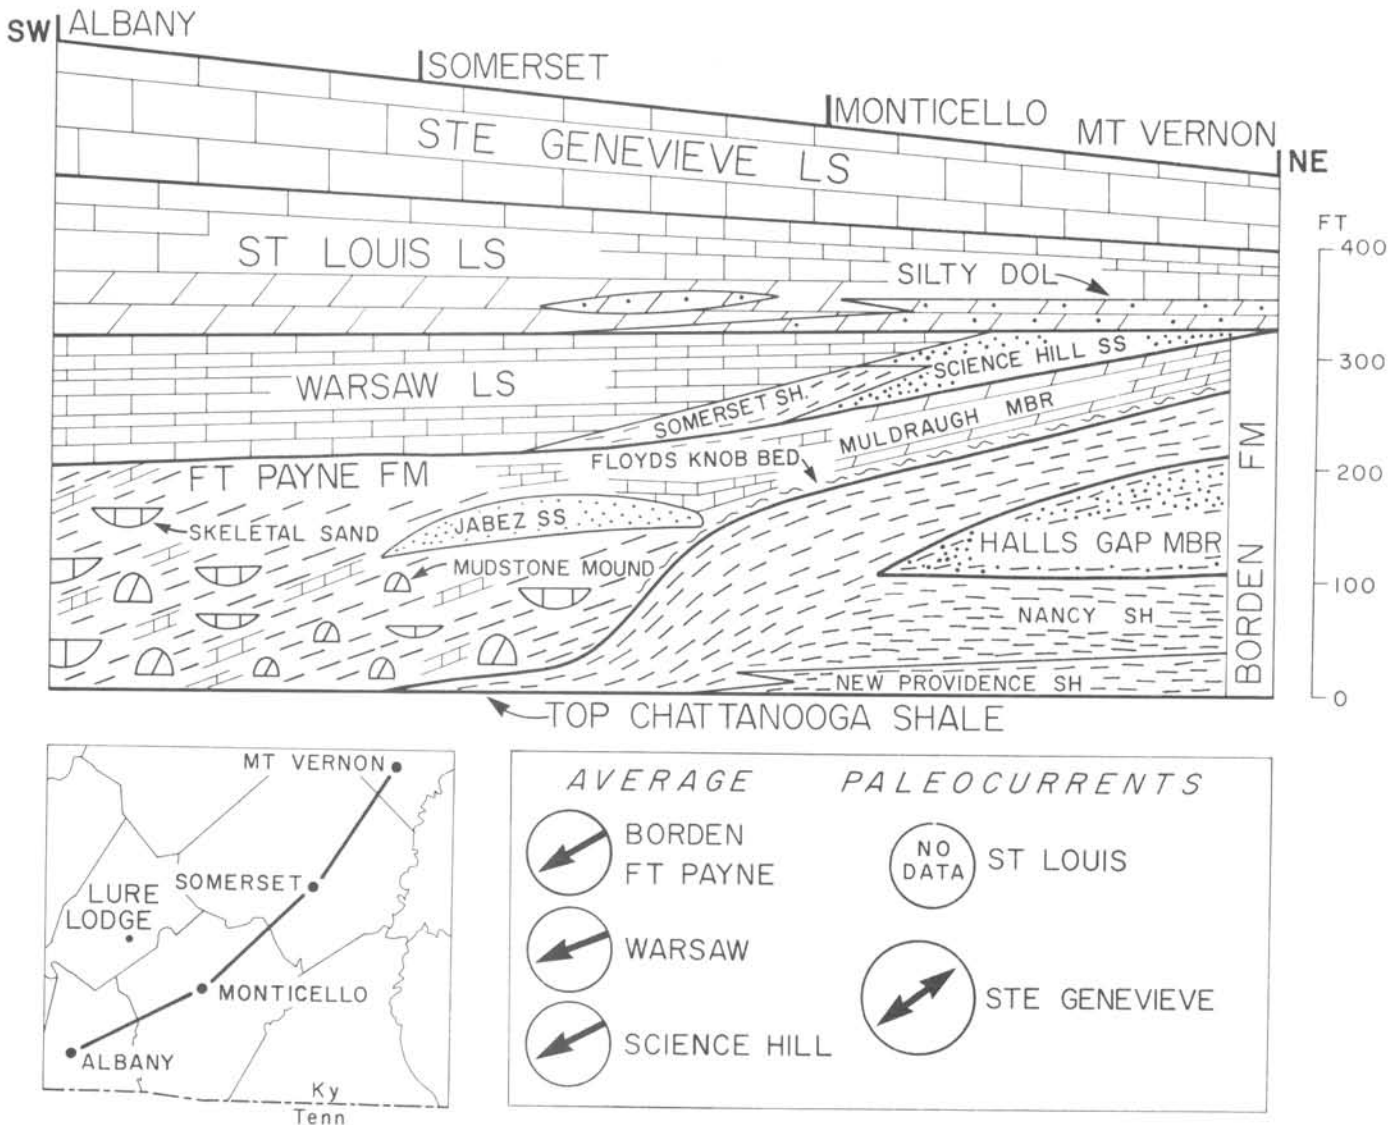 SW
ALBANY
SOMERSET
MONTICELLO
MT VERNON
NE
STE GENEVIEVE LS
FT
400
ST LOUIS LS
SILTY DOL
300
WARSAW LS
SCIENCE HILL SS
SOMERSET SH.
MULDRAUGH MBR
FLOYDS KNOB BED
FT PAYNE FM
200
SKELETAL SAND
JABEZ SS
HALLS GAP MBR
MUDSTONE MOUND
100
NANCY SH
BORDEN FM
NEW PROVIDENCE SH
0
TOP CHATTANOOGA SHALE
MT VERNON
SOMERSET
LURE
LODGE
MONTICELLO
ALBANY
Ky
Tenn
AVERAGE PALEOCURRENTS
BORDEN
FT PAYNE
NO
DATA
ST LOUIS
WARSAW
STE GENEVIEVE
SCIENCE HILL